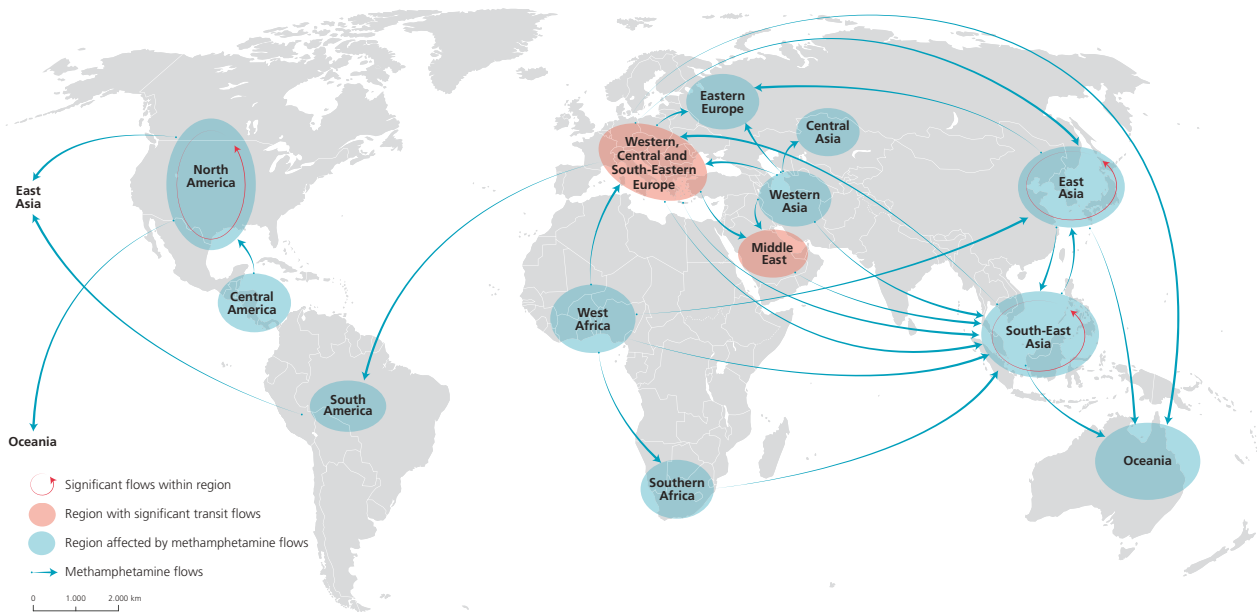 Eastern
Europe
Central
Asia
Western,
Central and
South-Eastern
Europe
North
America
East
Asia
East
Asia
Western
Asia
Middle
East
Central
America
West
Africa
South-East
Asia
South
America
Oceania
Oceania
Southern
Africa
Significant flows within region
Region with significant transit flows
Region affected by methamphetamine flows
Methamphetamine flows
0 1.000 2.000 km